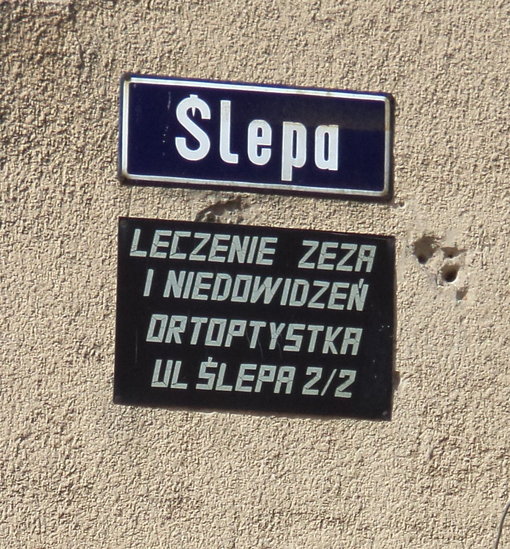 Ślepa
LECZENIE ZEZA
I NIEDOWIDZEŃ
ORTOPTYSTKA
UL ŚLEPA 2/2